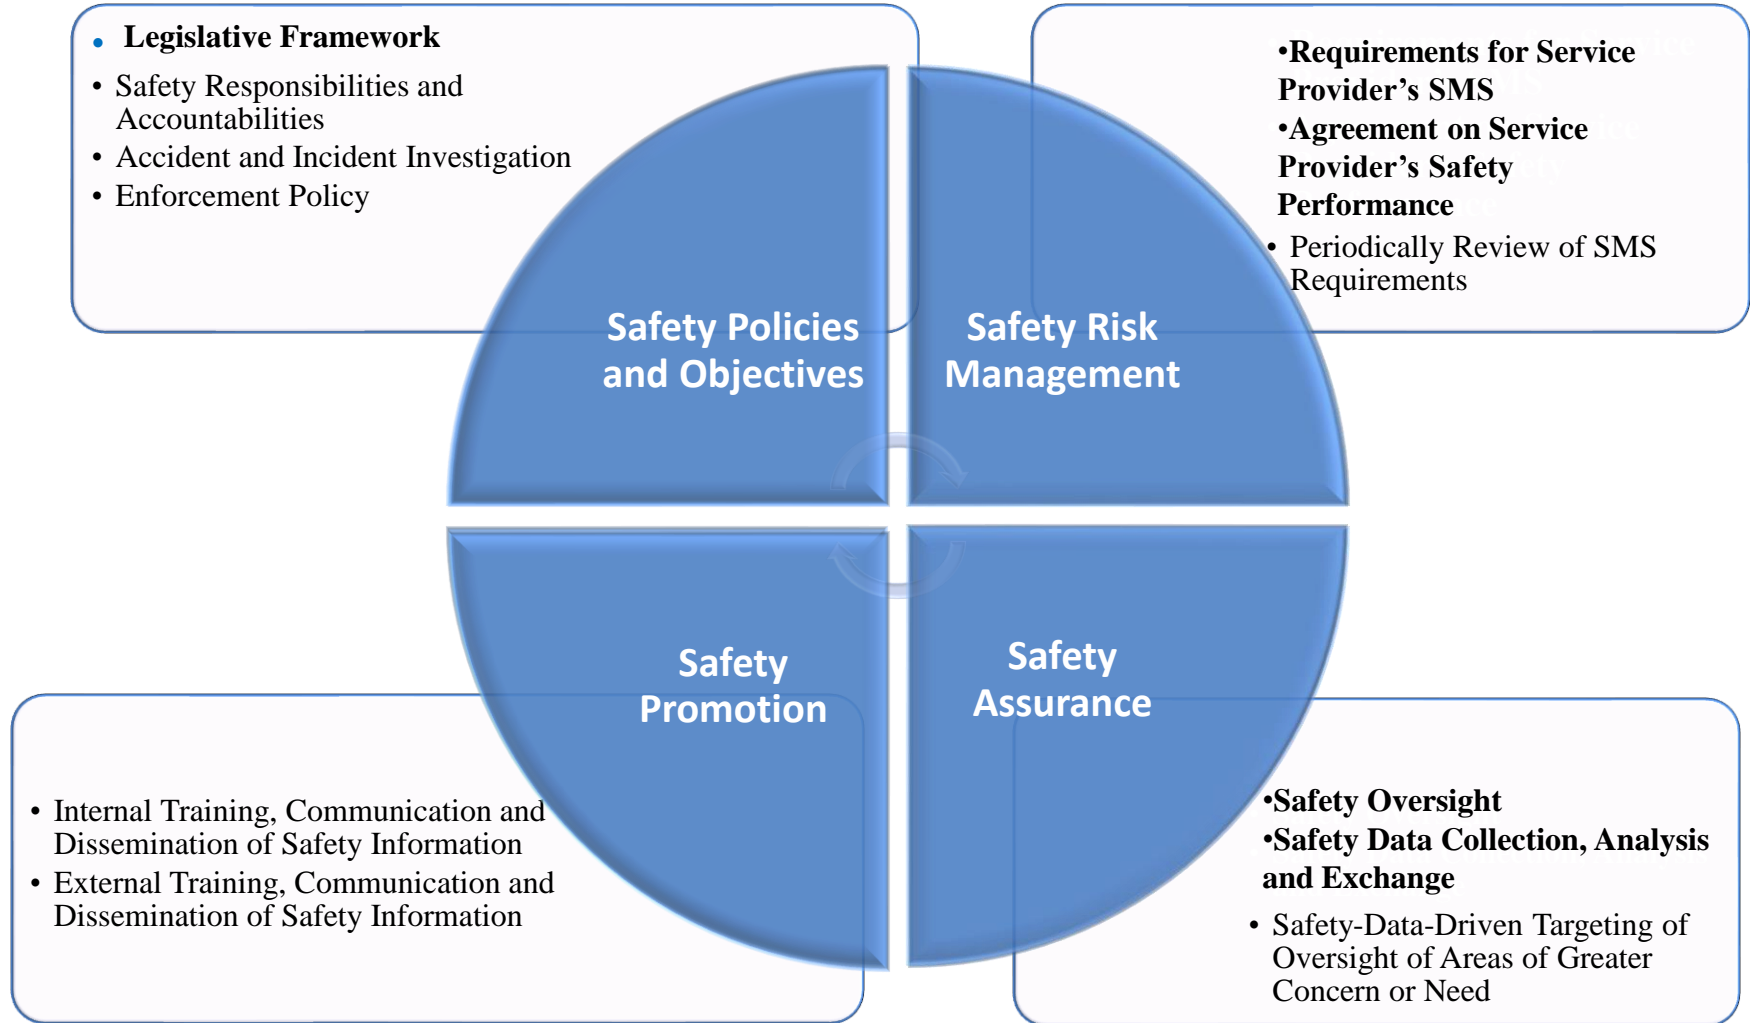 • Legislative Framework
• Safety Responsibilities and
Accountabilities
• Accident and Incident Investigation
• Enforcement Policy
•Requirements for Service
Provider’s SMS
•Agreement on Service
Provider’s Safety
Performance
• Periodically Review of SMS
Requirements
Safety Policies
and Objectives
Safety Risk
Management
Safety
Promotion
Safety
Assurance
• Internal Training, Communication and
Dissemination of Safety Information
• External Training, Communication and
Dissemination of Safety Information
•Safety Oversight
•Safety Data Collection, Analysis
and Exchange
• Safety-Data-Driven Targeting of
Oversight of Areas of Greater
Concern or Need